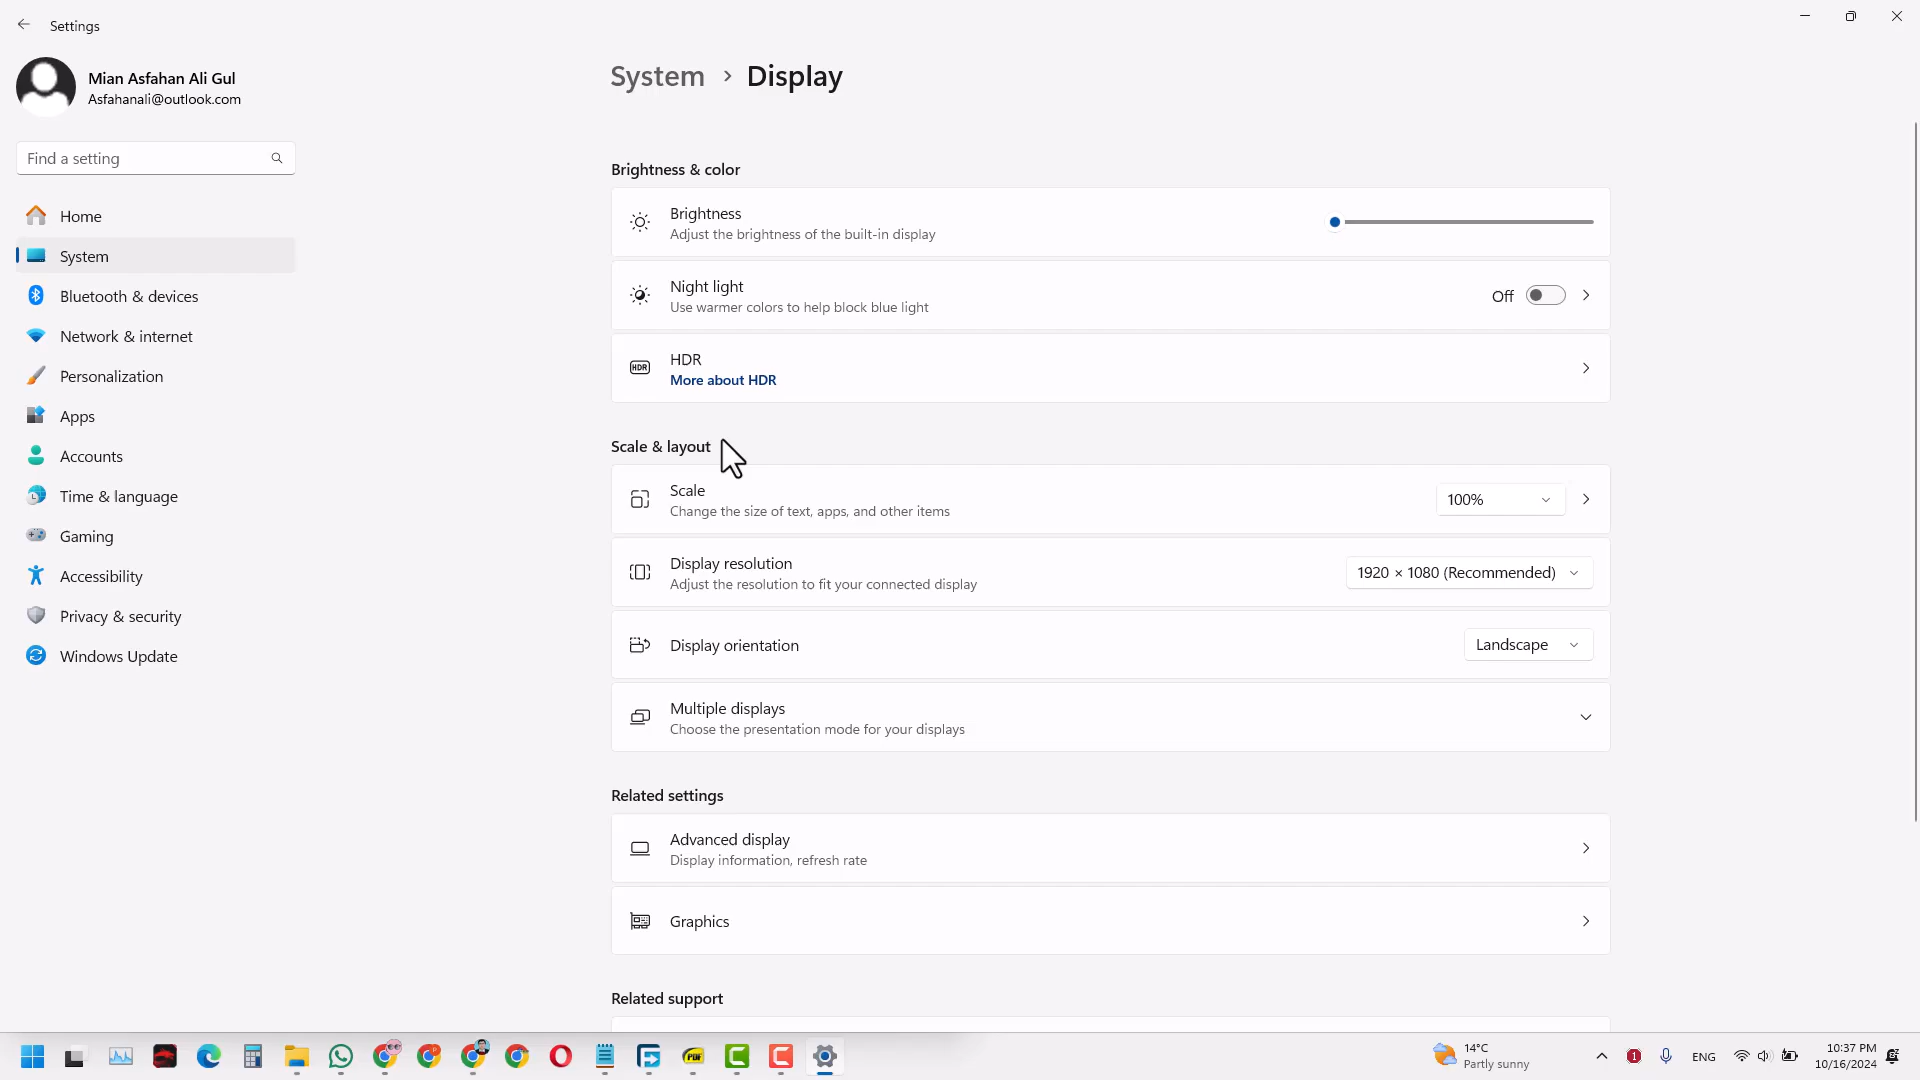 Settings
Mian Asfahan Ali Gul
Asfahanali@outlook.com
Find a setting
Home
System
Bluetooth & devices
Network & internet
Personalization
Apps
Accounts
Time & language
Gaming
Accessibility
Privacy & security
Windows Update
System > Display
Brightness & color
Brightness
Adjust the brightness of the built-in display
Night light
Use warmer colors to help block blue light
Off
HDR
HDR
More about HDR
Scale & layout
Scale
Change the size of text, apps, and other items
100%
Display resolution
Adjust the resolution to fit your connected display
1920 × 1080 (Recommended)
Display orientation
Landscape
Multiple displays
Choose the presentation mode for your displays
Related settings
Advanced display
Display information, refresh rate
Graphics
Related support
PDF
14°C
Partly sunny
1
ENG
10:37 PM
10/16/2024